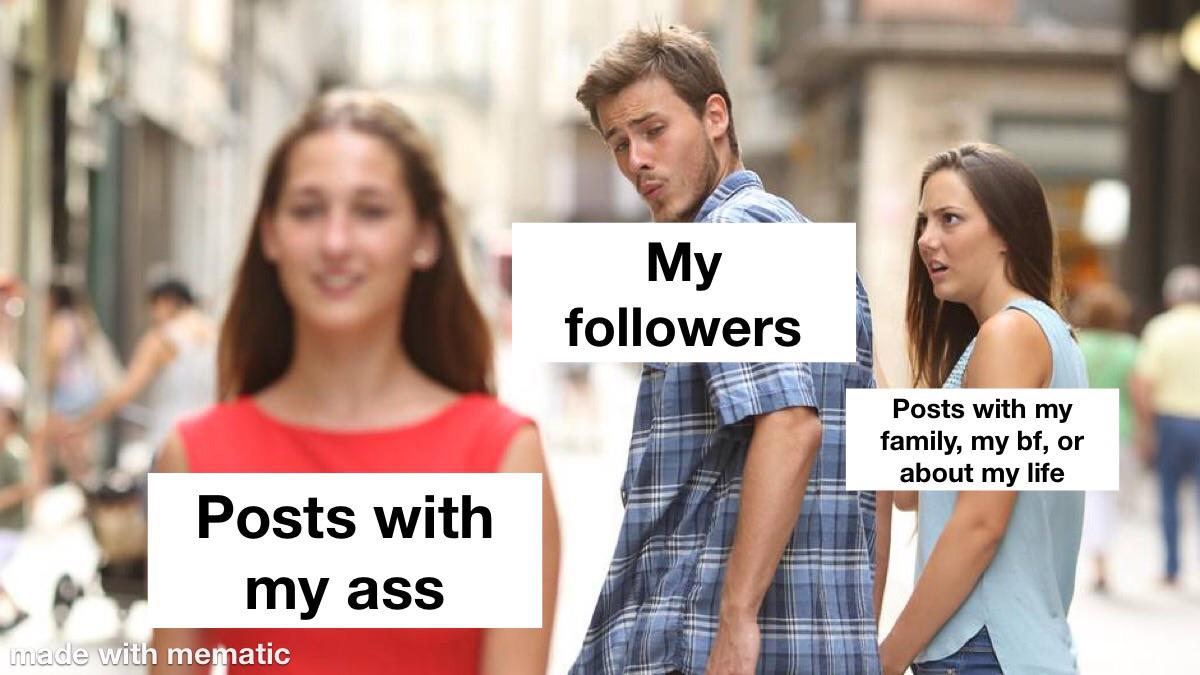 My
followers
Posts with my
family, my bf, or
about my life
Posts with
my ass
made with mematic